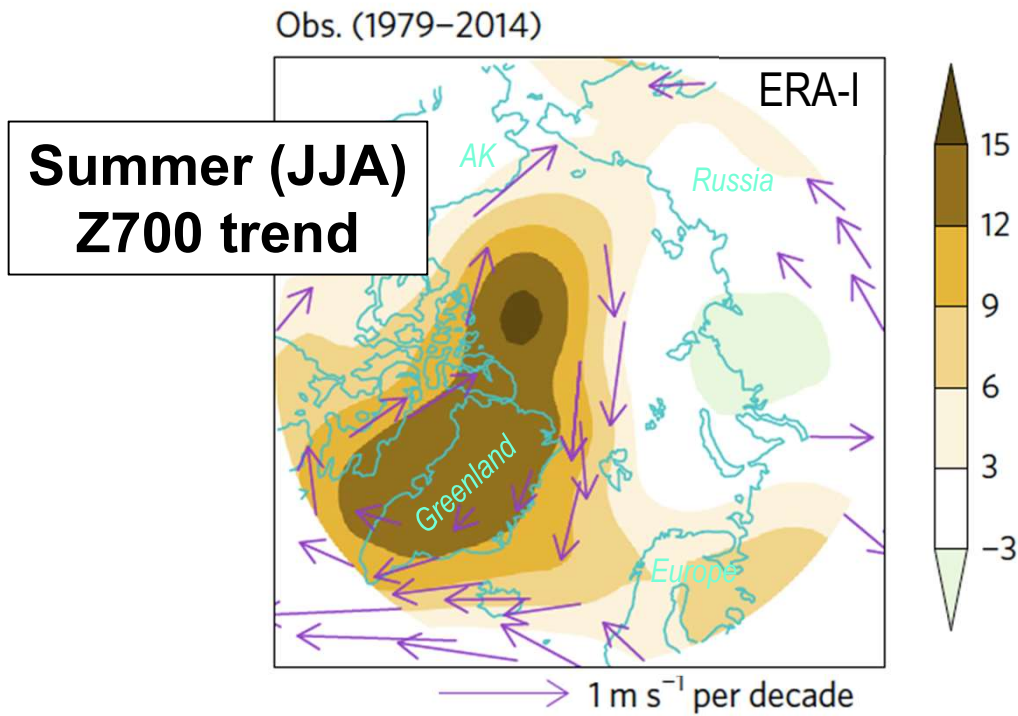 Obs. (1979–2014)
ERA-I
Summer (JJA)
Z700 trend
AK
Russia
Greenland
Europe
15
12
9
6
3
−3
1 m s⁻¹ per decade